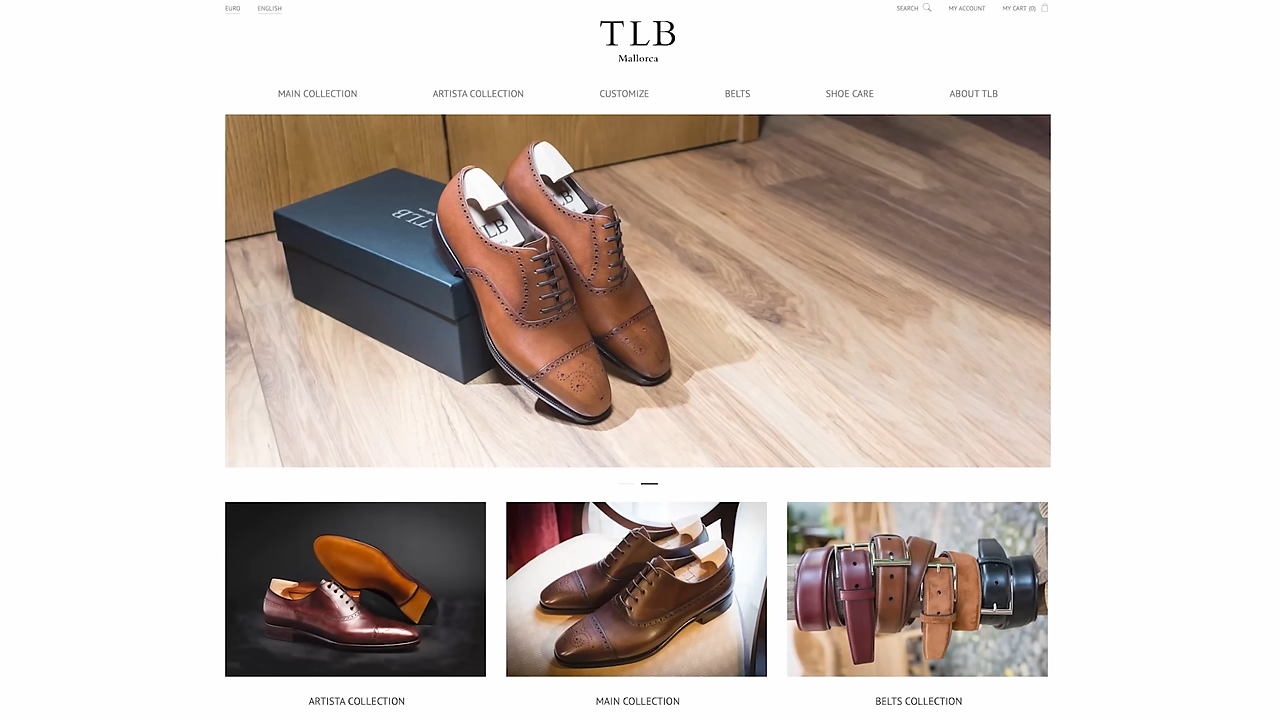 EURO
ENGLISH
SEARCH
MY ACCOUNT
MY CART (0)
TLB
Mallorca
MAIN COLLECTION
ARTISTA COLLECTION
CUSTOMIZE
BELTS
SHOE CARE
ABOUT TLB
TLB
LB
B
ARTISTA COLLECTION
MAIN COLLECTION
BELTS COLLECTION